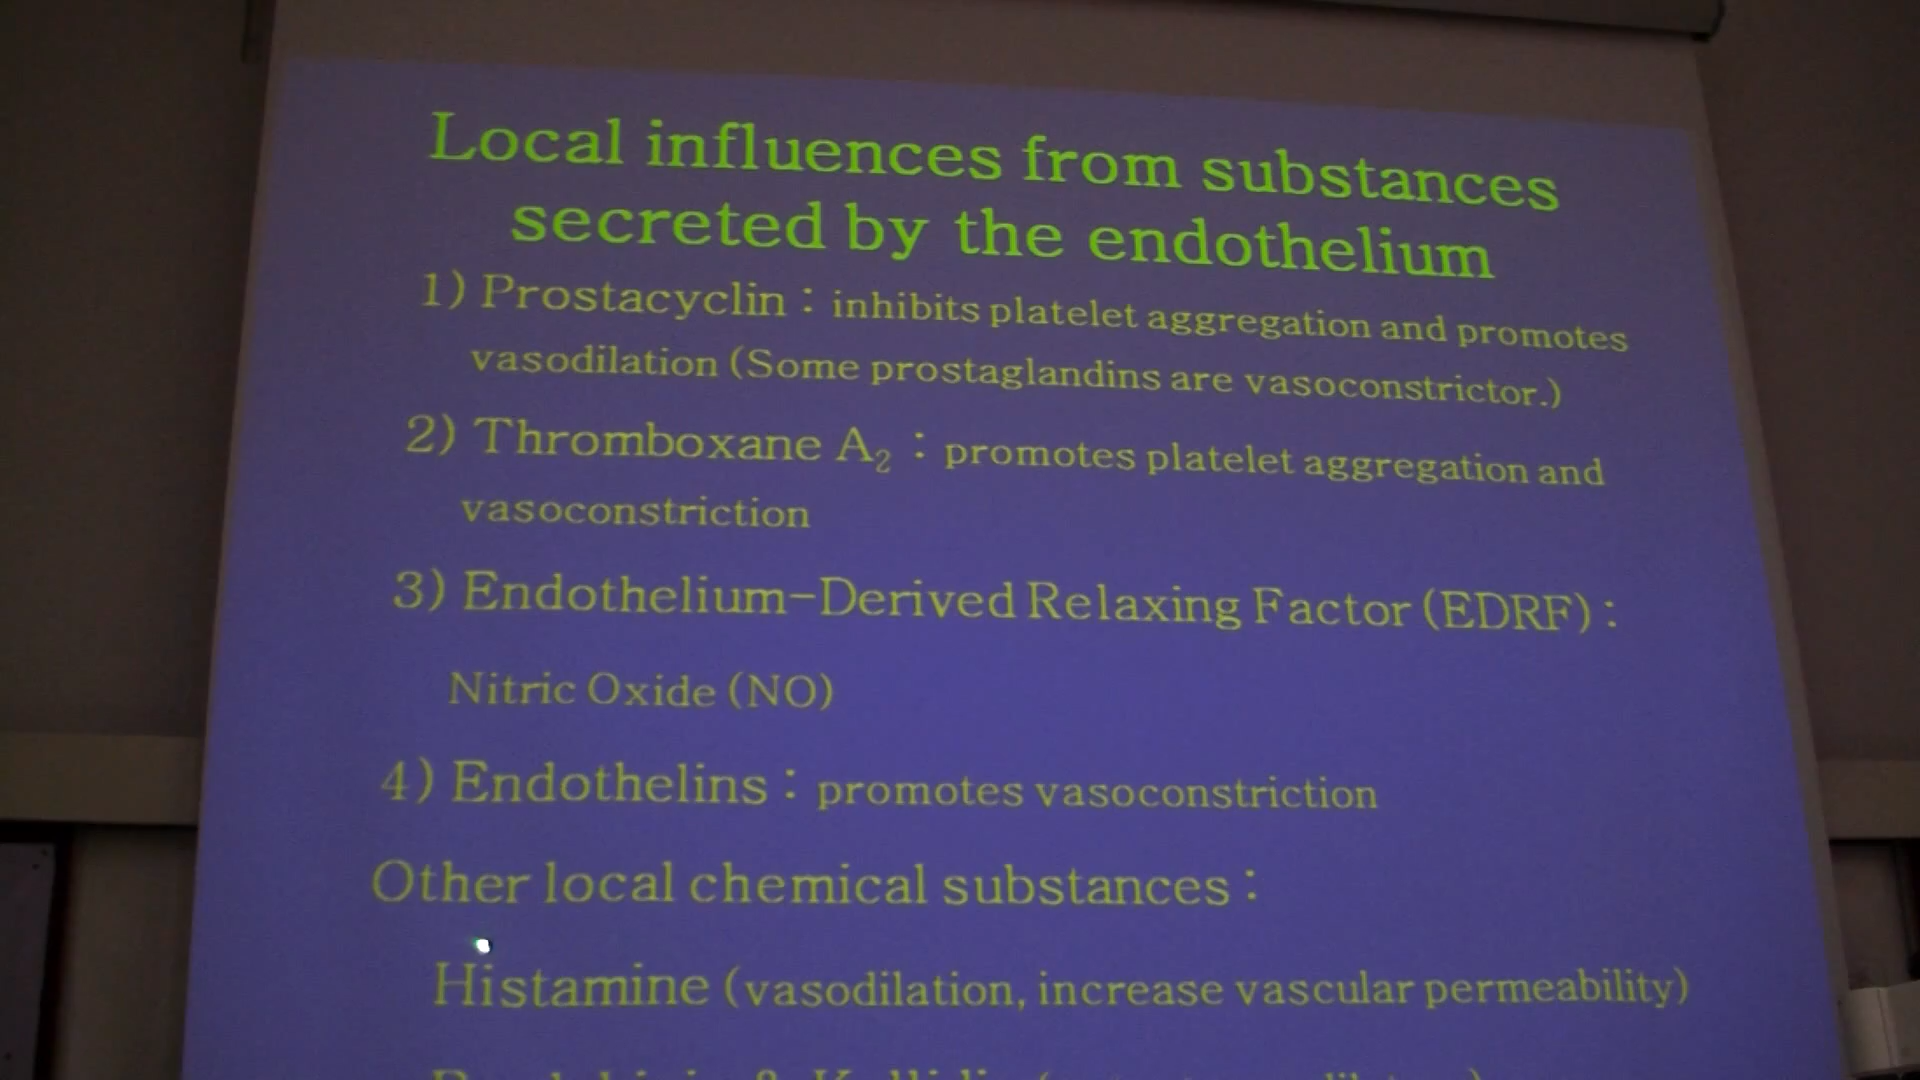 Local influences from substances
secreted by the endothelium
1) Prostacyclin : inhibits platelet aggregation and promotes
vasodilation (Some prostaglandins are vasoconstrictor.)
2) Thromboxane A₂ : promotes platelet aggregation and
vasoconstriction
3) Endothelium-Derived Relaxing Factor (EDRF) :
Nitric Oxide (NO)
4) Endothelins : promotes vasoconstriction
Other local chemical substances :
Histamine (vasodilation, increase vascular permeability)